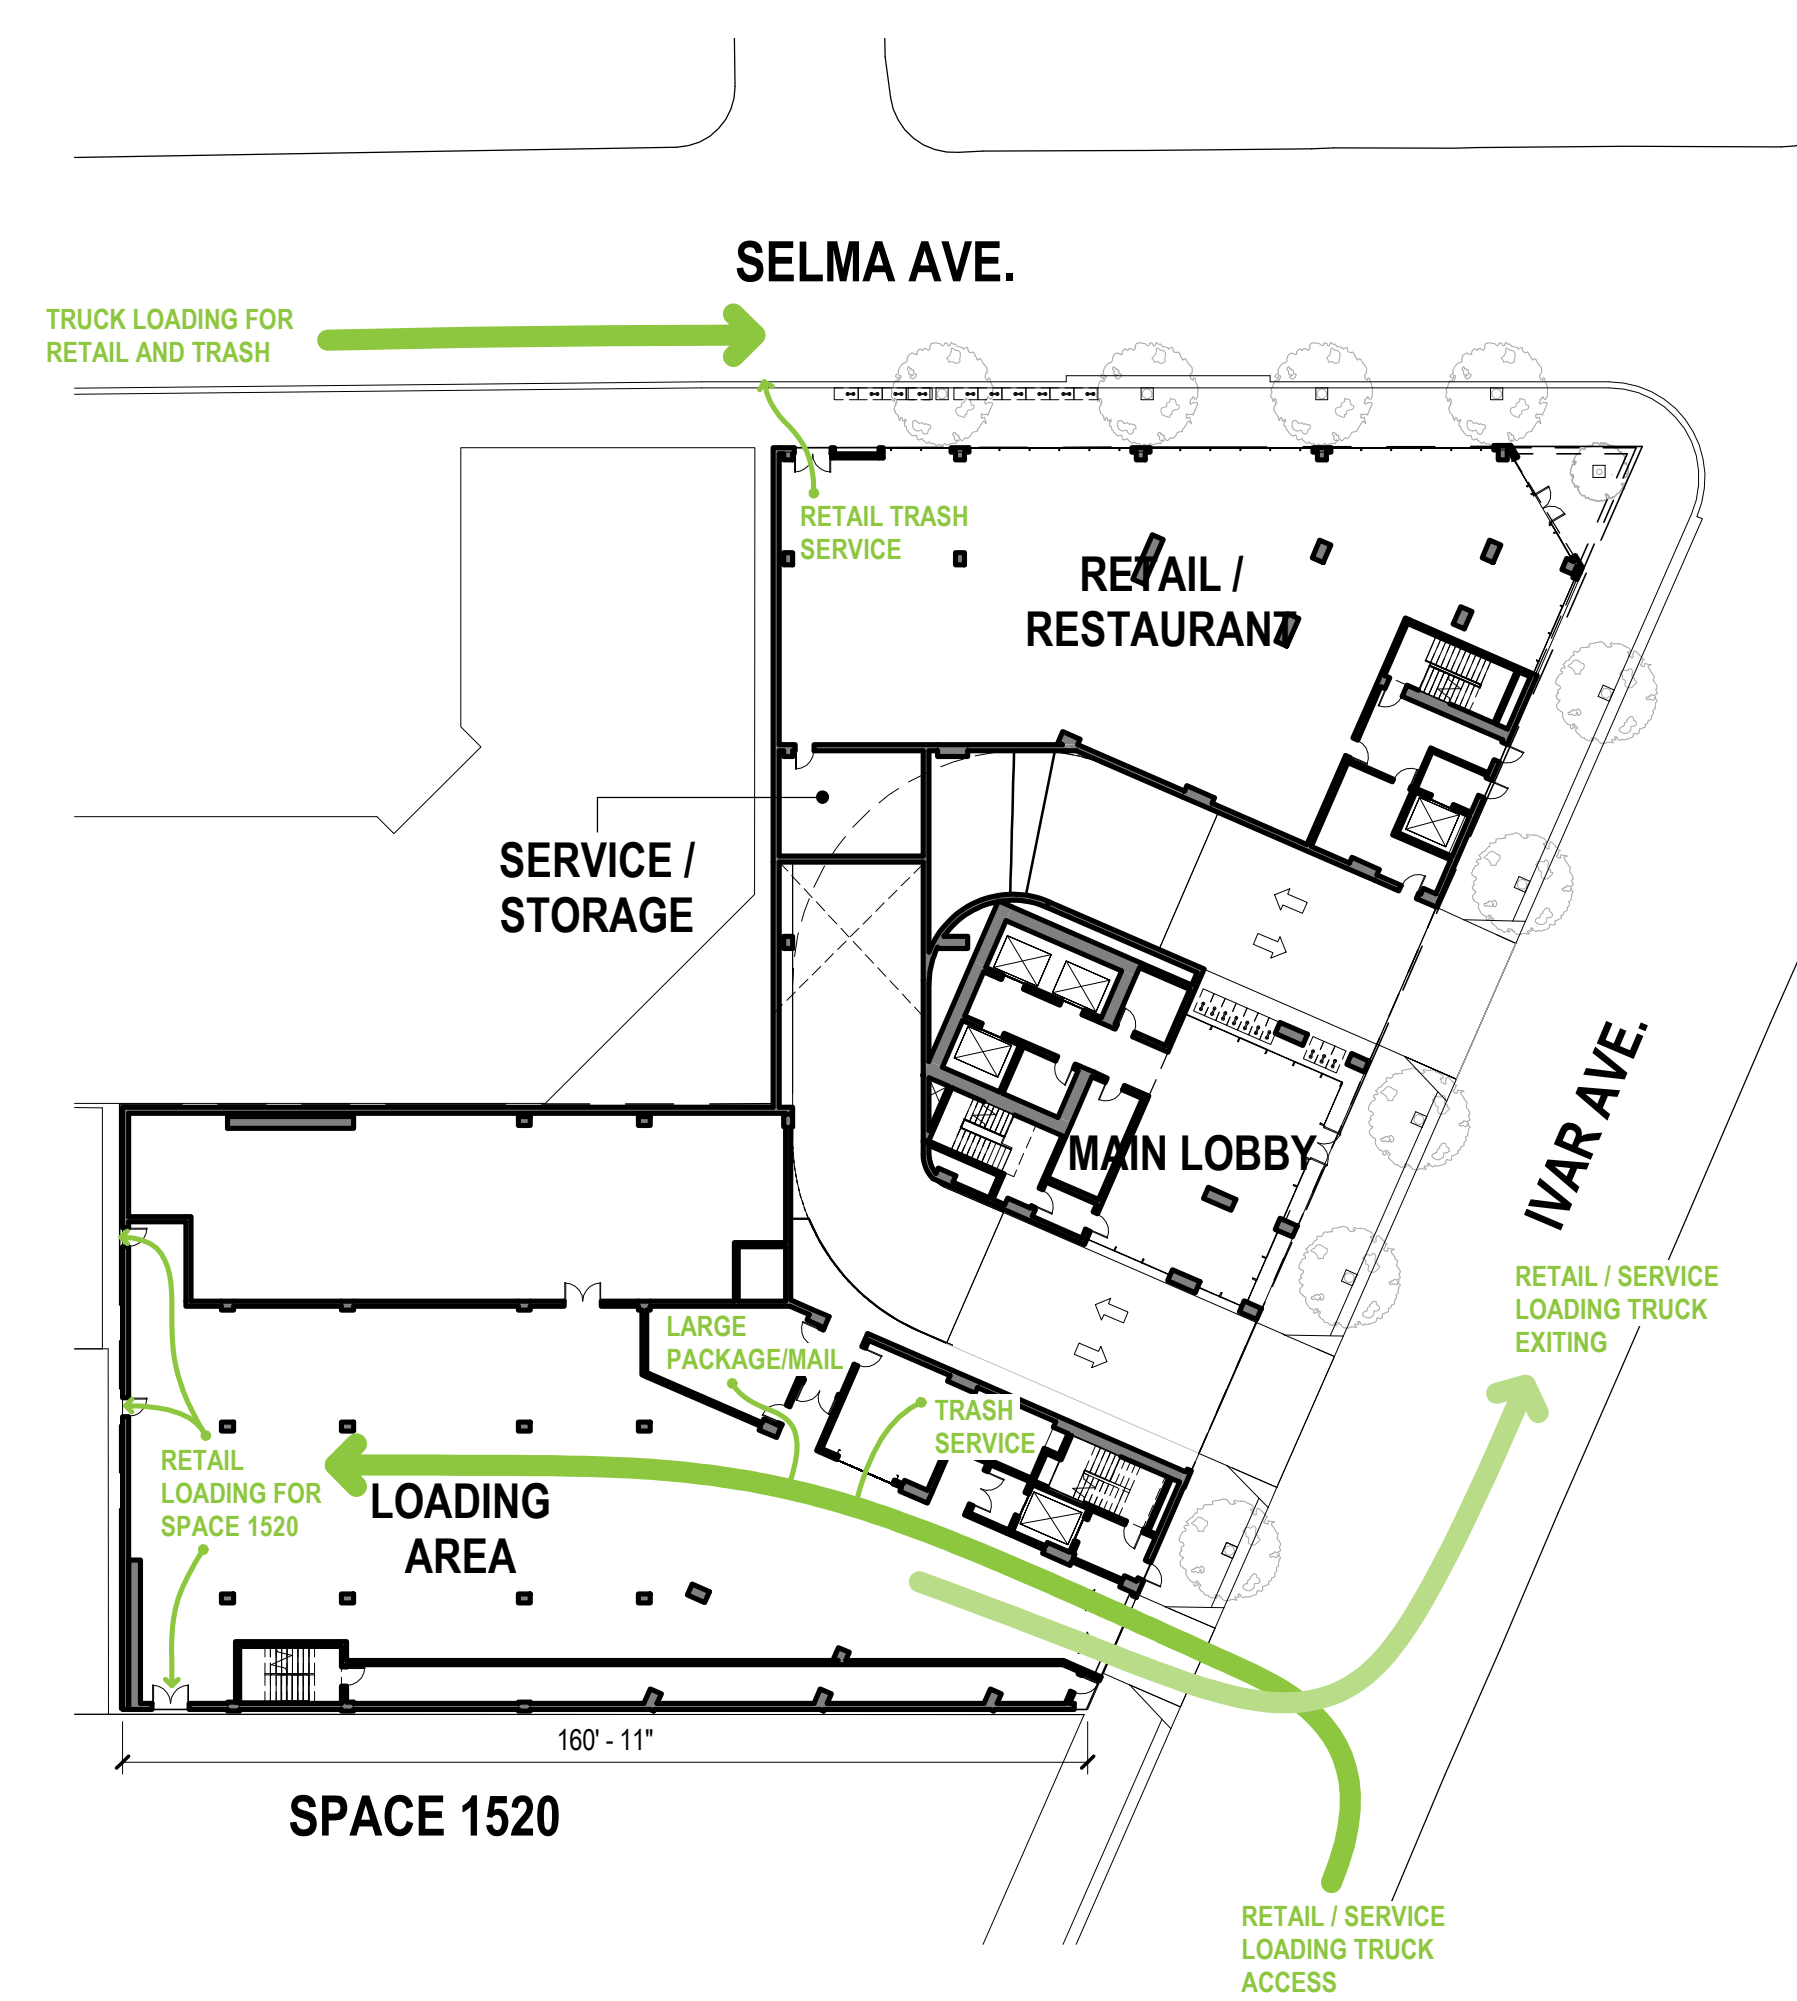 SELMA AVE.
TRUCK LOADING FOR
RETAIL AND TRASH
RETAIL TRASH
SERVICE
RETAIL /
RESTAURANT
SERVICE /
STORAGE
MAIN LOBBY
IVAR AVE.
RETAIL / SERVICE
LOADING TRUCK
EXITING
LARGE
PACKAGE/MAIL
TRASH
SERVICE
RETAIL
LOADING FOR
SPACE 1520
LOADING
AREA
160' - 11"
SPACE 1520
RETAIL / SERVICE
LOADING TRUCK
ACCESS